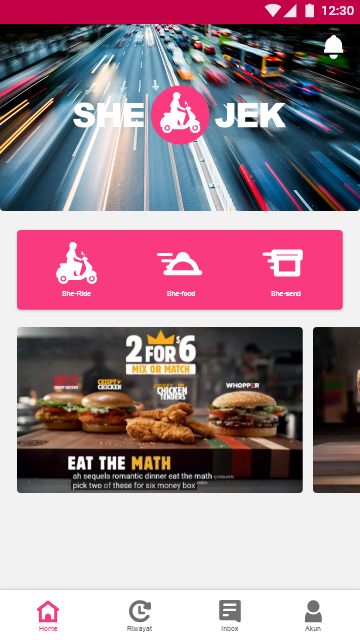 12:30
SHE JEK
She-Ride
She-food
She-send
2 FOR $6
MIX OR MATCH
CRISPY CHICKEN
CRISPY CHICKEN TENDERS
WHOPPER
EAT THE MATH
ah sequels romantic dinner eat the math
pick two of these for six money box
Home
Riwayat
Inbox
Akun